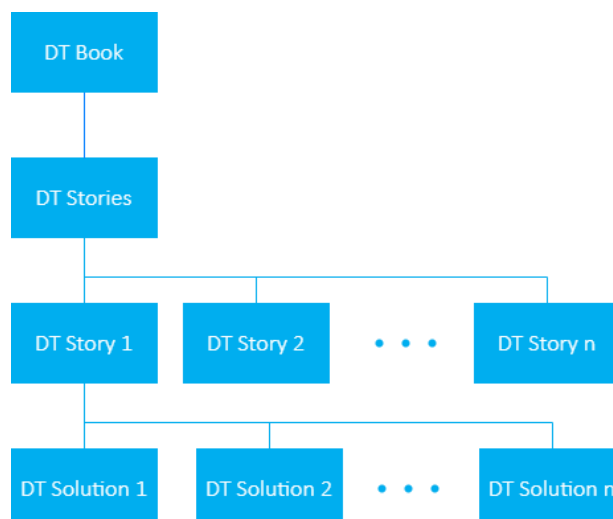 DT Book
DT Stories
DT Story 1
DT Story 2
DT Story n
DT Solution 1
DT Solution 2
DT Solution n